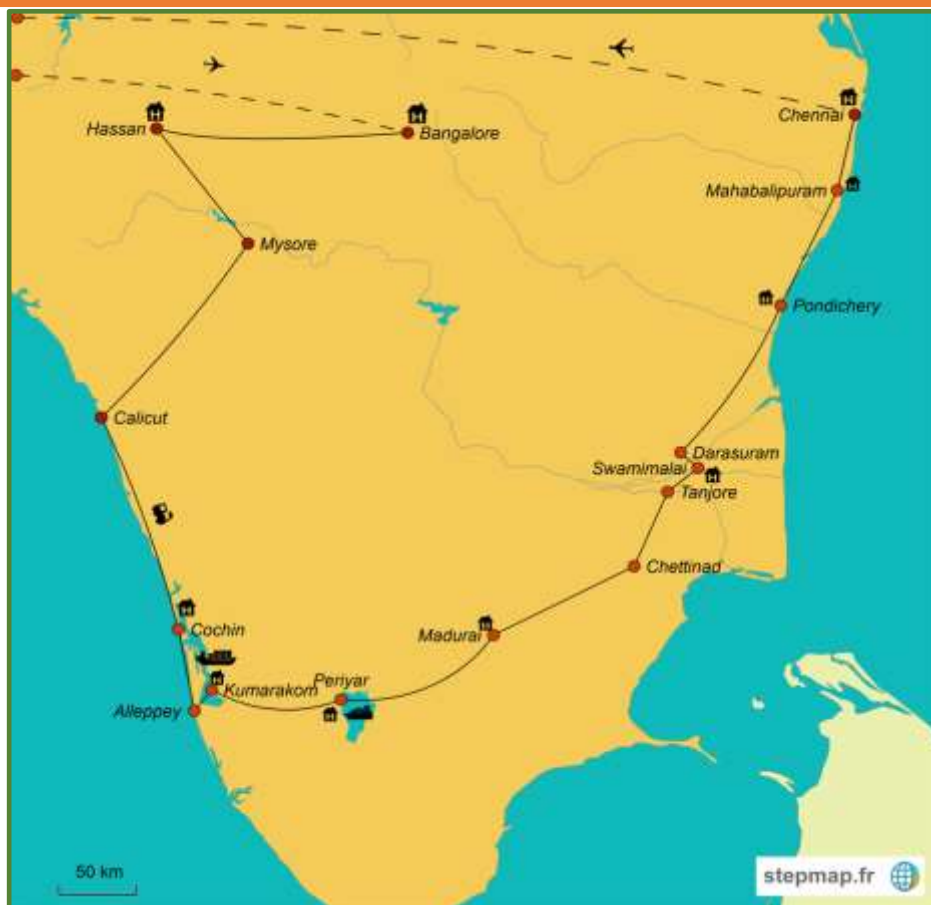 Chennai
Hassan
Bangalore
Mahabalipuram
Mysore
Pondichery
Calicut
Darasuram
Swamimalai
Tanjore
Chettinad
Cochin
Madurai
Periyar
Kumarakom
Alleppey
50 km
stepmap.fr